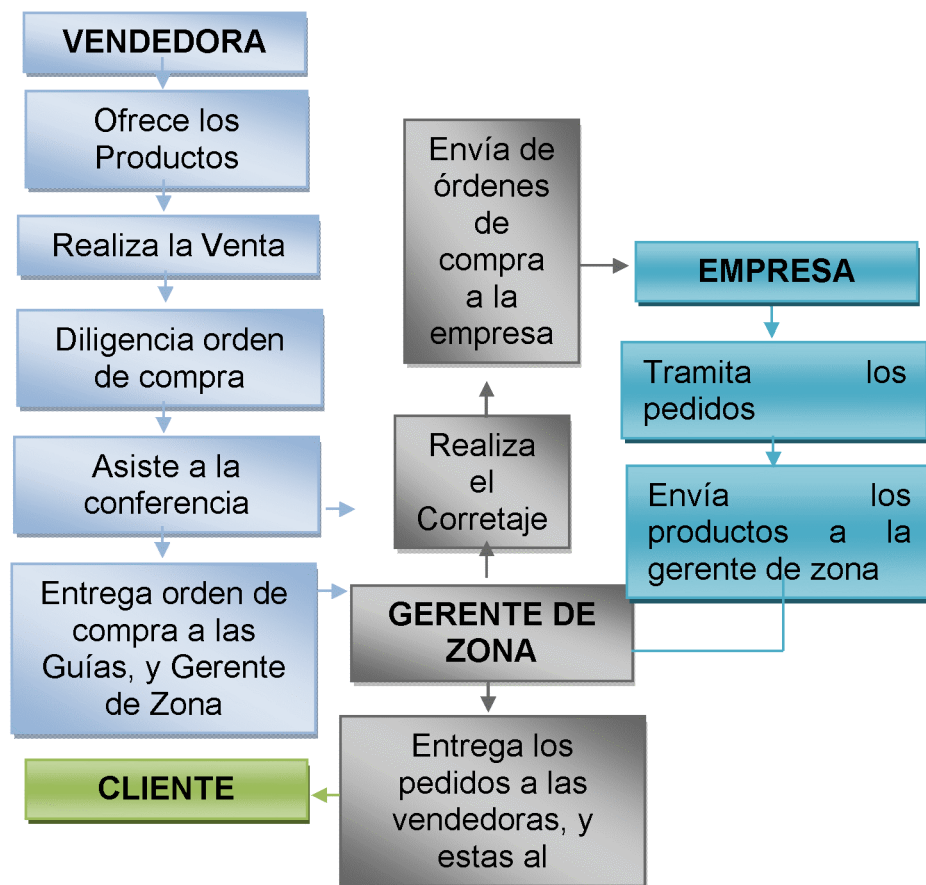 VENDEDORA
Ofrece los
Productos
Realiza la Venta
Diligencia orden
de compra
Asiste a la
conferencia
Entrega orden de
compra a las
Guías, y Gerente
de Zona
CLIENTE
Envía de
órdenes
de
compra
a la
empresa
Realiza
el
Corretaje
GERENTE DE
ZONA
Entrega los
pedidos a las
vendedoras, y
estas al
EMPRESA
Tramita los
pedidos
Envía los
productos a la
gerente de zona